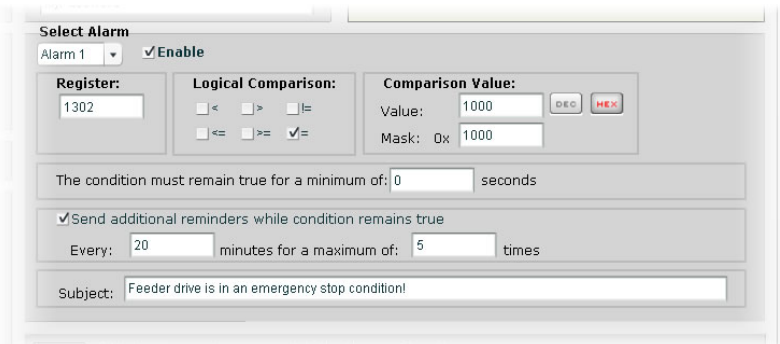 Select Alarm
Alarm 1 Enable
Register: Logical Comparison: Comparison Value:
1302 < > != Value: 1000 DEC HEX
<= >= = Mask: 0x 1000
The condition must remain true for a minimum of: 0 seconds
Send additional reminders while condition remains true
Every: 20 minutes for a maximum of: 5 times
Subject: Feeder drive is in an emergency stop condition!